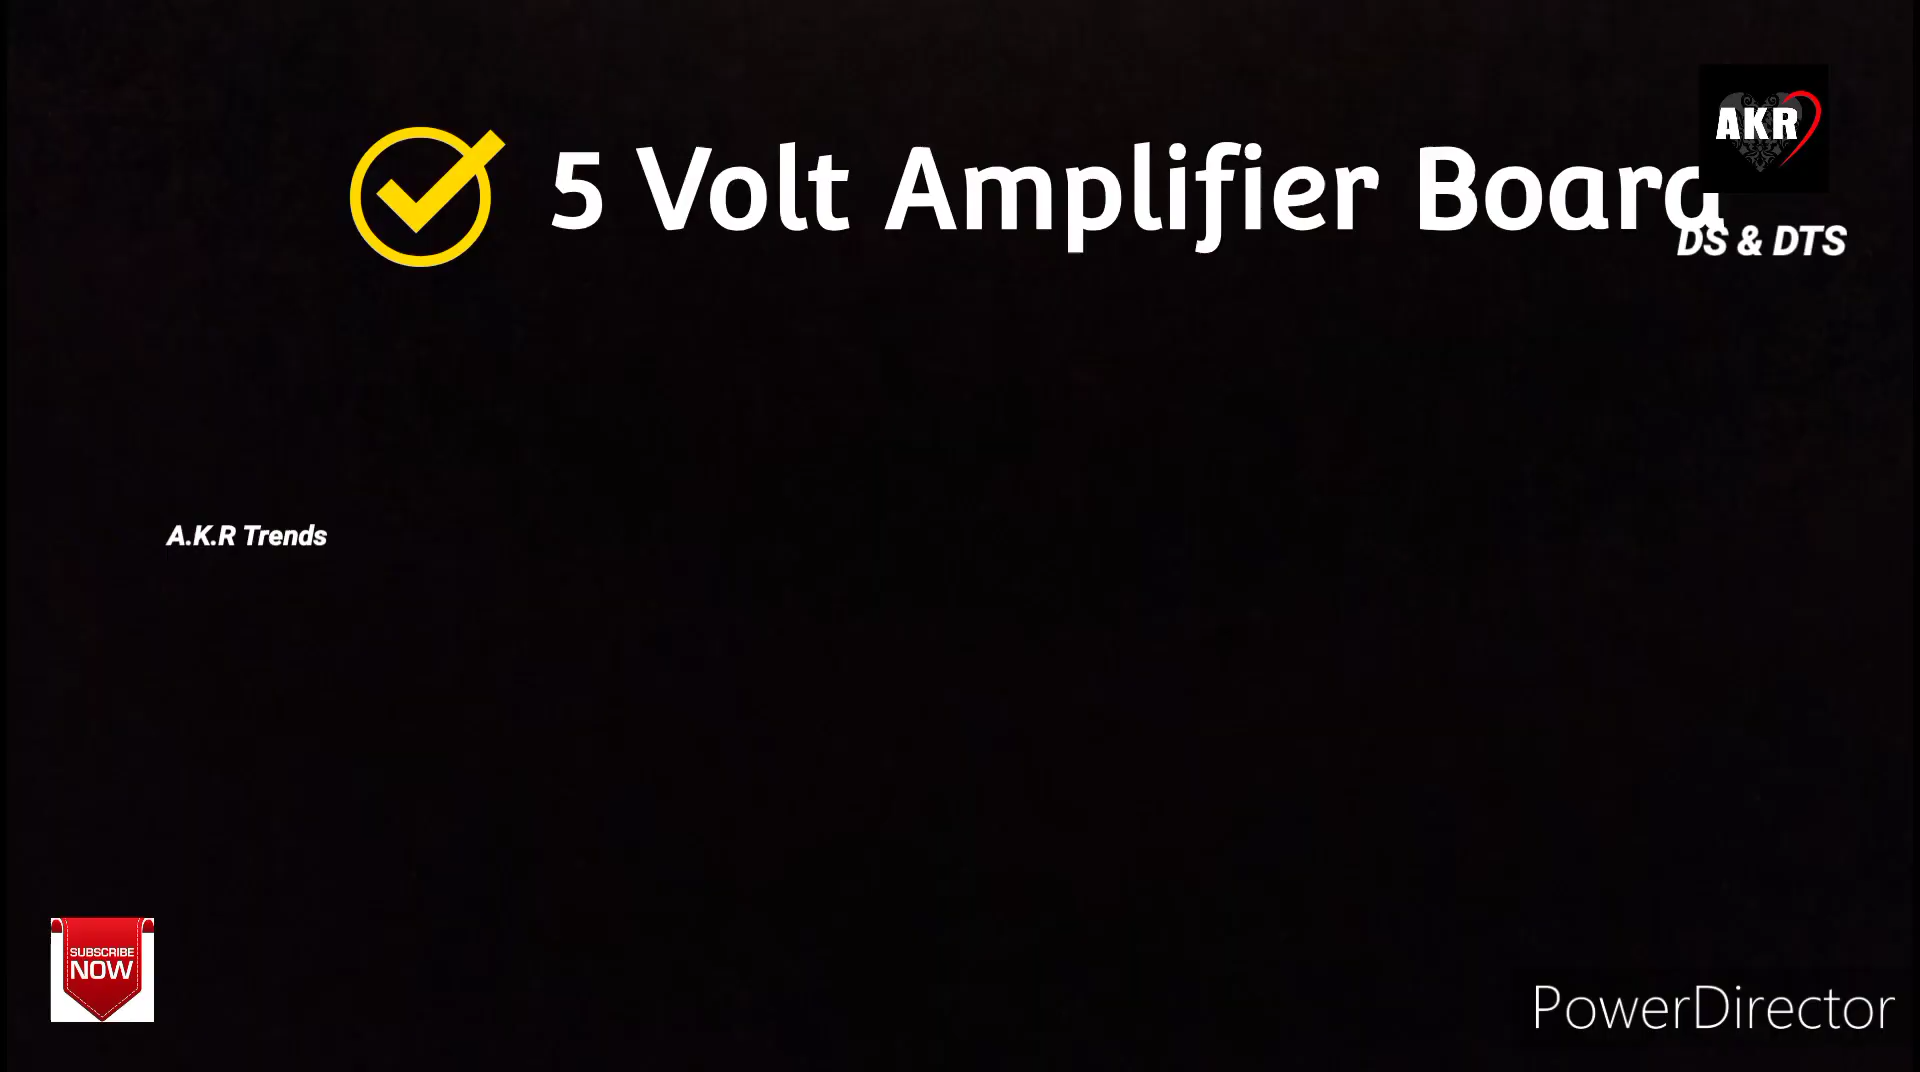 AKR
5 Volt Amplifier Board
DS & DTS
A.K.R Trends
SUBSCRIBE
NOW
PowerDirector